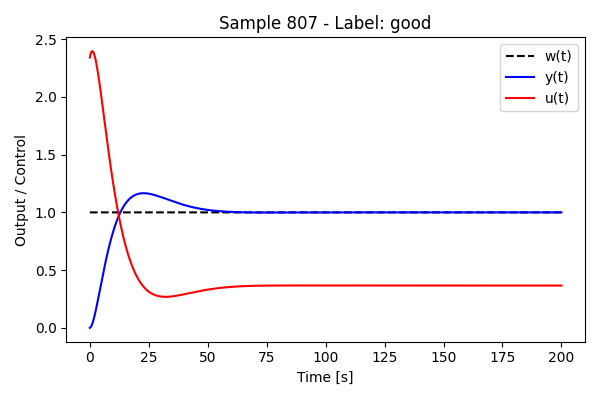 Sample 807 - Label: good
Output / Control
2.5
2.0
1.5
1.0
0.5
0.0
w(t)
y(t)
u(t)
0 25 50 75 100 125 150 175 200
Time [s]